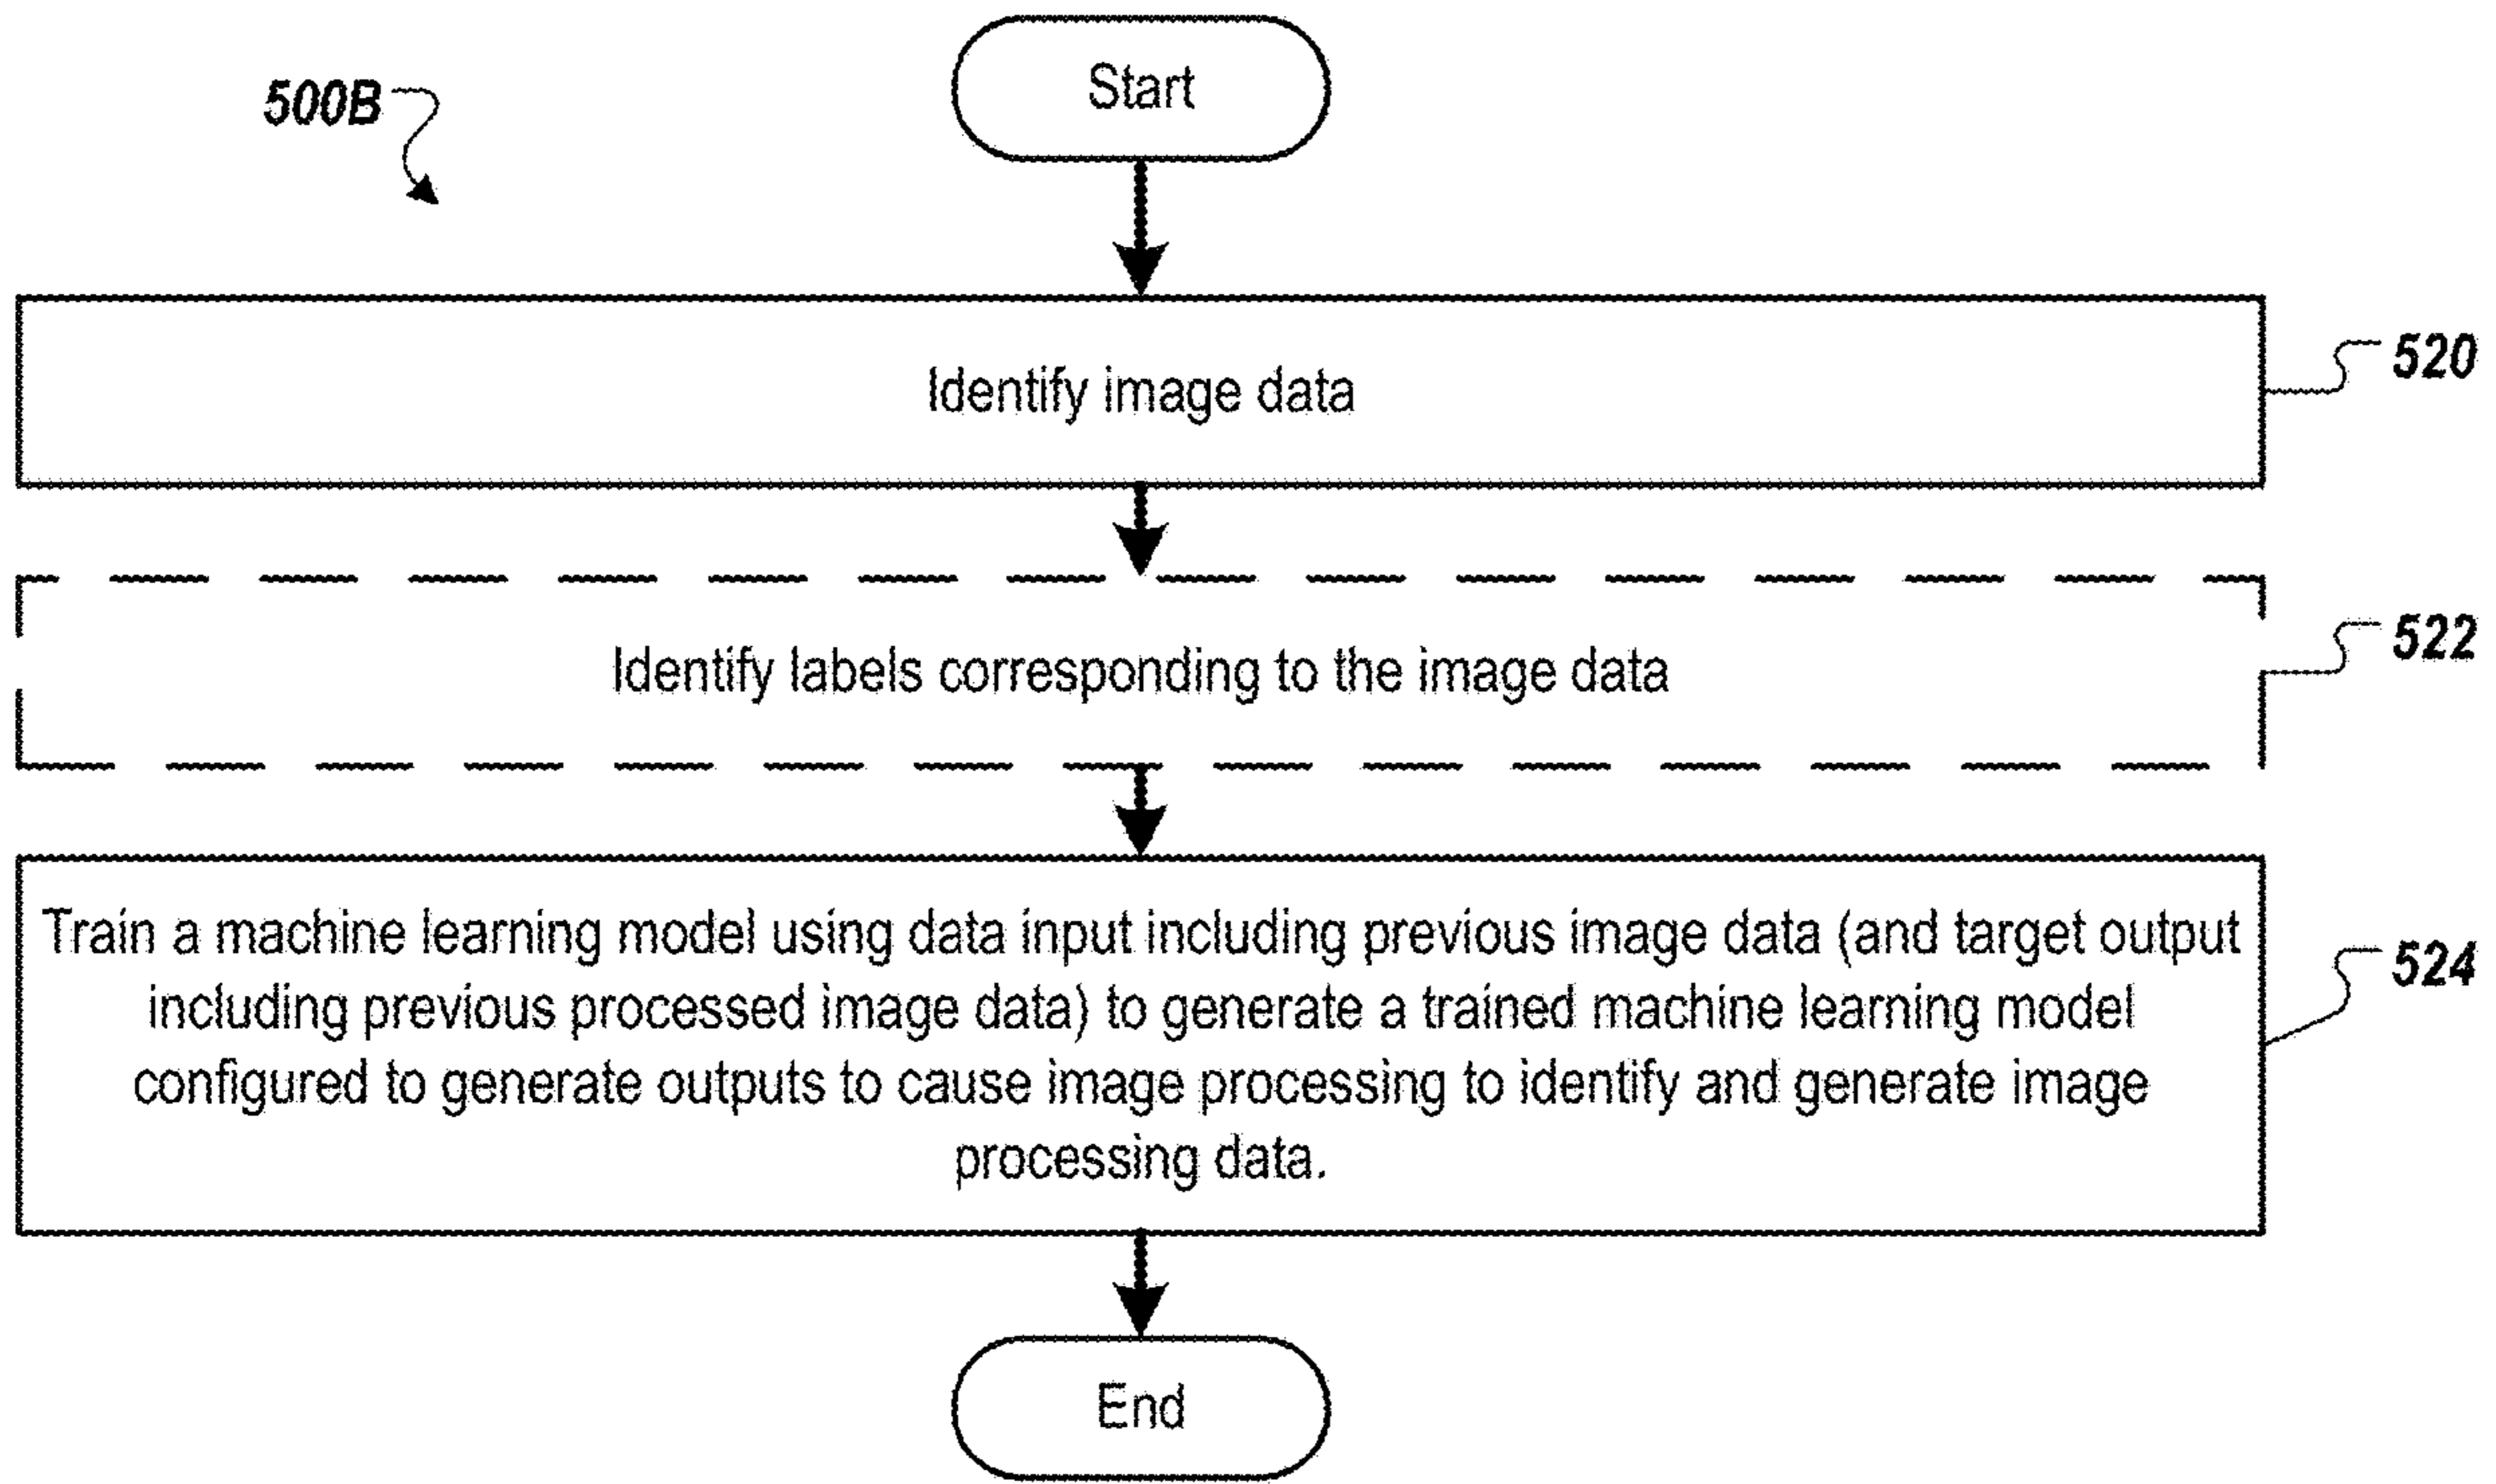 500B
Start
Identify image data
520
Identify labels corresponding to the image data
522
Train a machine learning model using data input including previous image data (and target output
including previous processed image data) to generate a trained machine learning model
configured to generate outputs to cause image processing to identify and generate image
processing data.
524
End